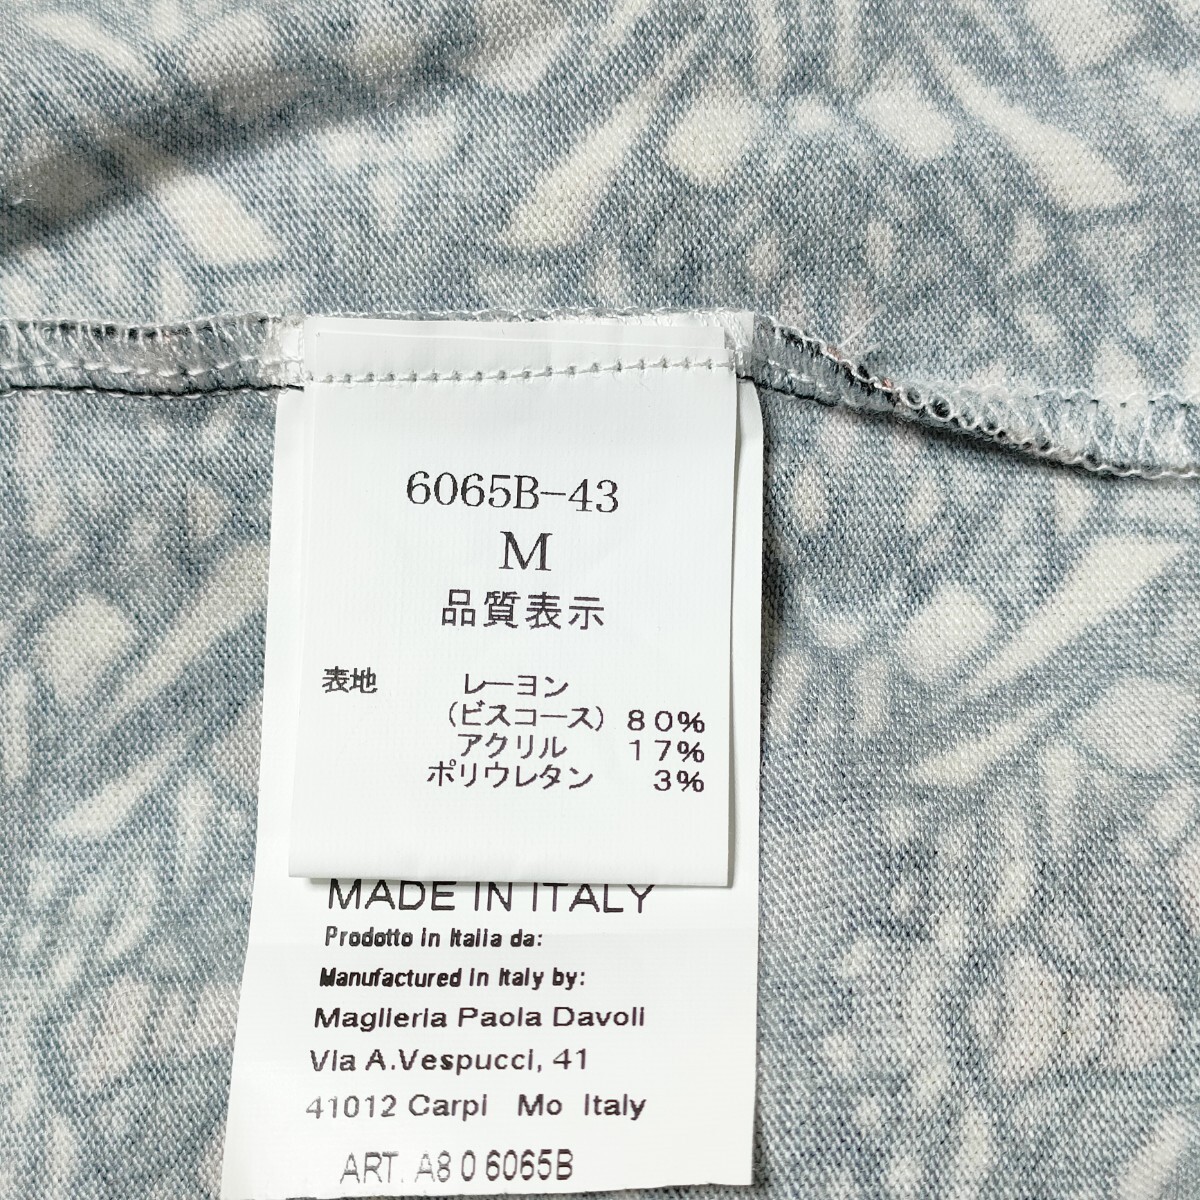 6065B-43
M
品質表示
表地 レーヨン
(ビスコース) 80%
アクリル 17%
ポリウレタン 3%
MADE IN ITALY
Prodotto in Italia da:
Manufactured in Italy by:
Maglieria Paola Davoli
Via A.Vespucci, 41
41012 Carpi Mo Italy
ART. A8 0 6065B